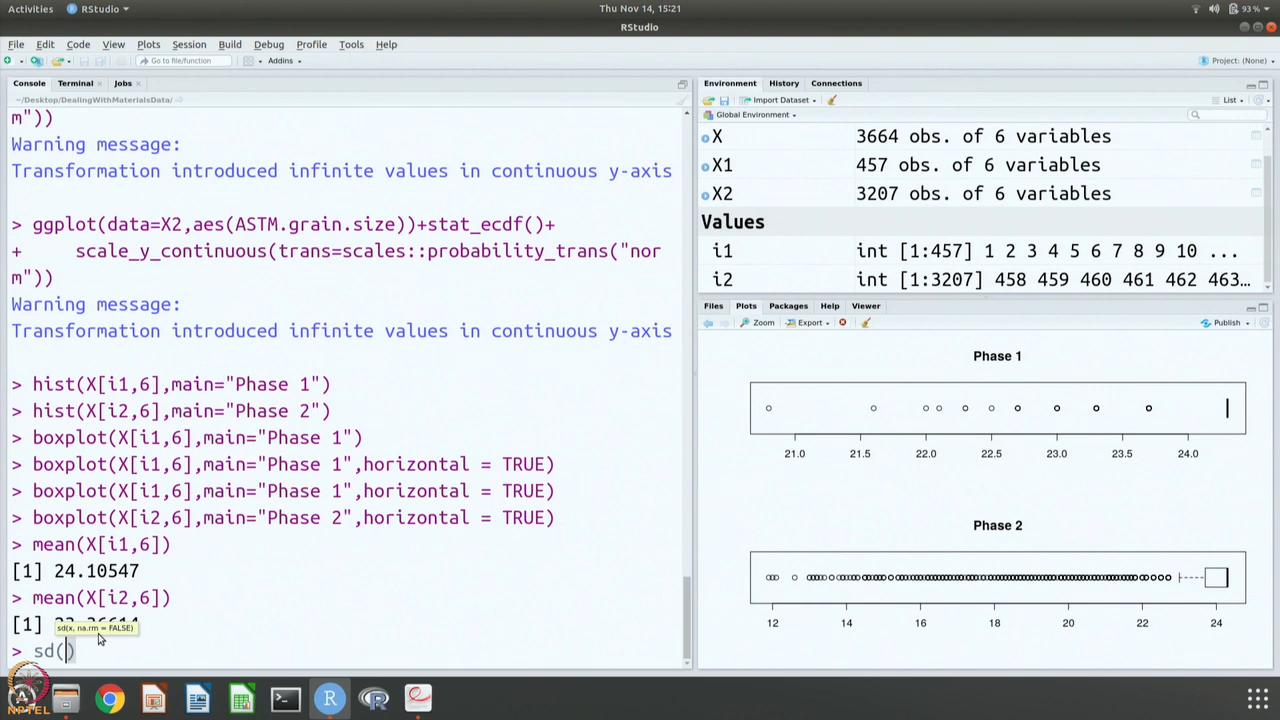 Activities RStudio Thu Nov 14, 15:21 93 %
RStudio
File Edit Code View Plots Session Build Debug Profile Tools Help
Go to file/function Addins Project: (None)
Console Terminal Jobs
~/Desktop/DealingWithMaterialsData/
m"))
Warning message:
Transformation introduced infinite values in continuous y-axis
> ggplot(data=X2,aes(ASTM.grain.size))+stat_ecdf()+
+ scale_y_continuous(trans=scales::probability_trans("nor
m"))
Warning message:
Transformation introduced infinite values in continuous y-axis
> hist(X[i1,6],main="Phase 1")
> hist(X[i2,6],main="Phase 2")
> boxplot(X[i1,6],main="Phase 1")
> boxplot(X[i1,6],main="Phase 1",horizontal = TRUE)
> boxplot(X[i1,6],main="Phase 1",horizontal = TRUE)
> boxplot(X[i2,6],main="Phase 2",horizontal = TRUE)
> mean(X[i1,6])
[1] 24.10547
> mean(X[i2,6])
[1]
sd(x, na.rm = FALSE)
> sd()
Environment History Connections
Import Dataset List
Global Environment
X 3664 obs. of 6 variables
X1 457 obs. of 6 variables
X2 3207 obs. of 6 variables
Values
i1 int [1:457] 1 2 3 4 5 6 7 8 9 10 ...
i2 int [1:3207] 458 459 460 461 462 463…
Files Plots Packages Help Viewer
Zoom Export Publish
Phase 1
21.0 21.5 22.0 22.5 23.0 23.5 24.0
Phase 2
12 14 16 18 20 22 24
NPTEL